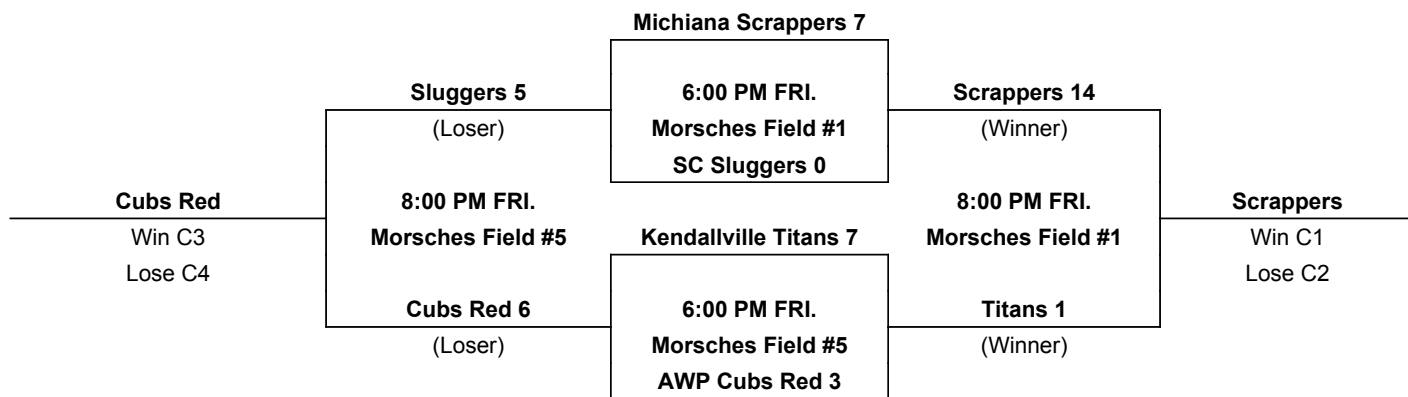 Michiana Scrappers 7
Sluggers 5
6:00 PM FRI.
Scrappers 14
(Loser)
Morsches Field #1
(Winner)
SC Sluggers 0
Cubs Red
8:00 PM FRI.
8:00 PM FRI.
Scrappers
Win C3
Morsches Field #5
Kendallville Titans 7
Morsches Field #1
Win C1
Lose C4
Lose C2
Cubs Red 6
6:00 PM FRI.
Titans 1
(Loser)
Morsches Field #5
(Winner)
AWP Cubs Red 3